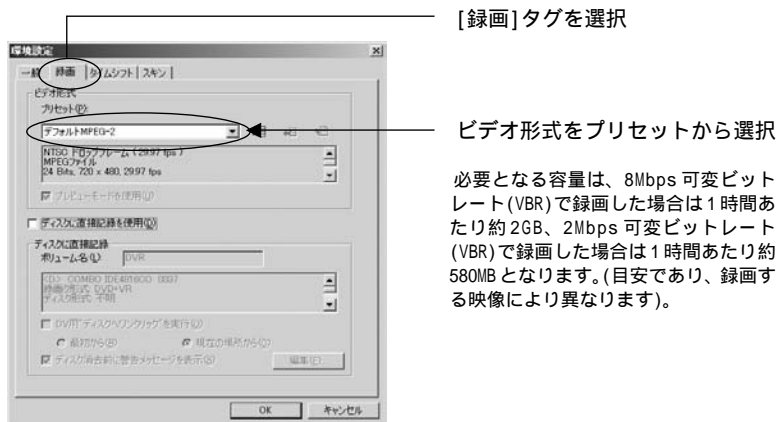 [録画]タグを選択
環境設定
一般 録画 タイムシフト スキン
ビデオ形式
プリセット(P):
デフォルトMPEG-2
ビデオ形式をプリセットから選択
NTSC ドロップフレーム (29.97 fps)
MPEGファイル
24 Bits, 720 x 480, 29.97 fps
プレビューモードを使用(U)
必要となる容量は、8Mbps 可変ビット
レート(VBR)で録画した場合は1時間あ
たり約2GB、2Mbps 可変ビットレート
(VBR)で録画した場合は1時間あたり約
580MBとなります。(目安であり、録画す
る映像により異なります)。
ディスクに直接記録を使用(D)
ディスクに直接記録
ボリューム名(L): DVR
<D:> COMBO IDE4816CO
録画の形式: DVD+VR
ディスク形式: 不明
DV用"ディスクへワンクリック"を実行(O)
最初から(B) 現在の場所から(C)
ディスク消去前に警告メッセージを表示(S) 編集(E)...
OK キャンセル